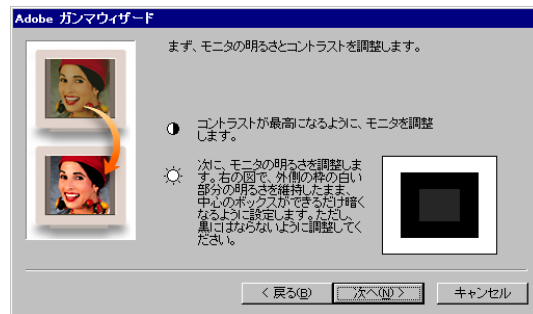 Adobe ガンマウィザード
まず、モニタの明るさとコントラストを調整します。
コントラストが最高になるように、モニタを調整
します。
次に、モニタの明るさを調整しま
す。右の図で、外側の枠の白い
部分の明るさを維持したまま、
中心のボックスができるだけ暗く
なるように設定します。ただし、
黒にはならないように調整してく
ださい。
< 戻る(B)
次へ(N) >
キャンセル